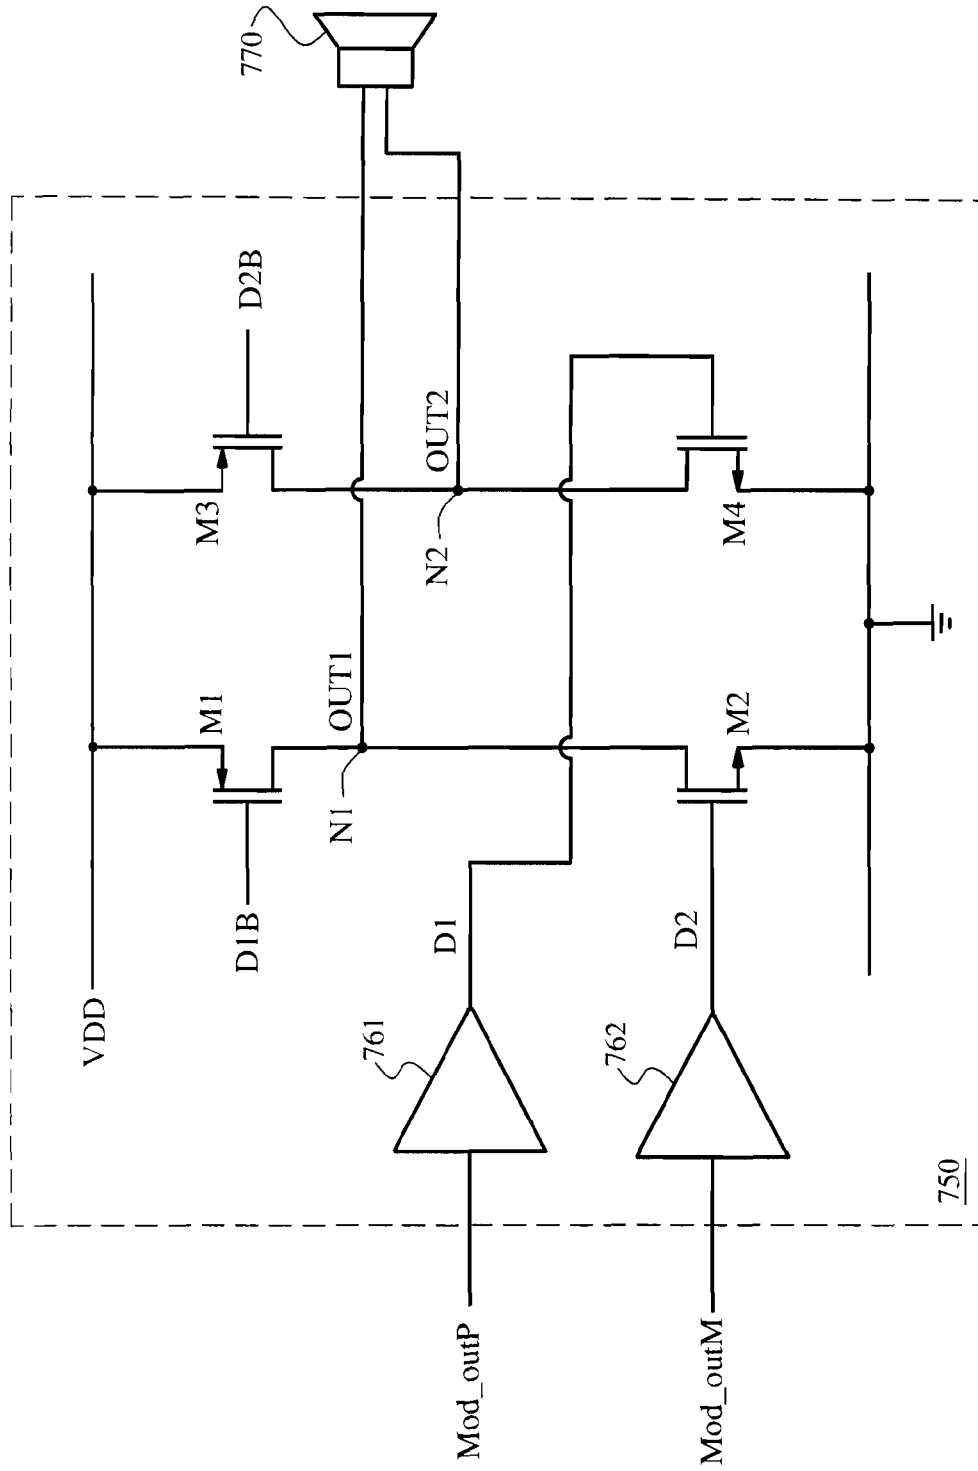 770
VDD
D1B
M1
M3
D2B
N1
OUT1
N2
OUT2
761
D1
762
D2
M2
M4
Mod_outP
Mod_outM
750